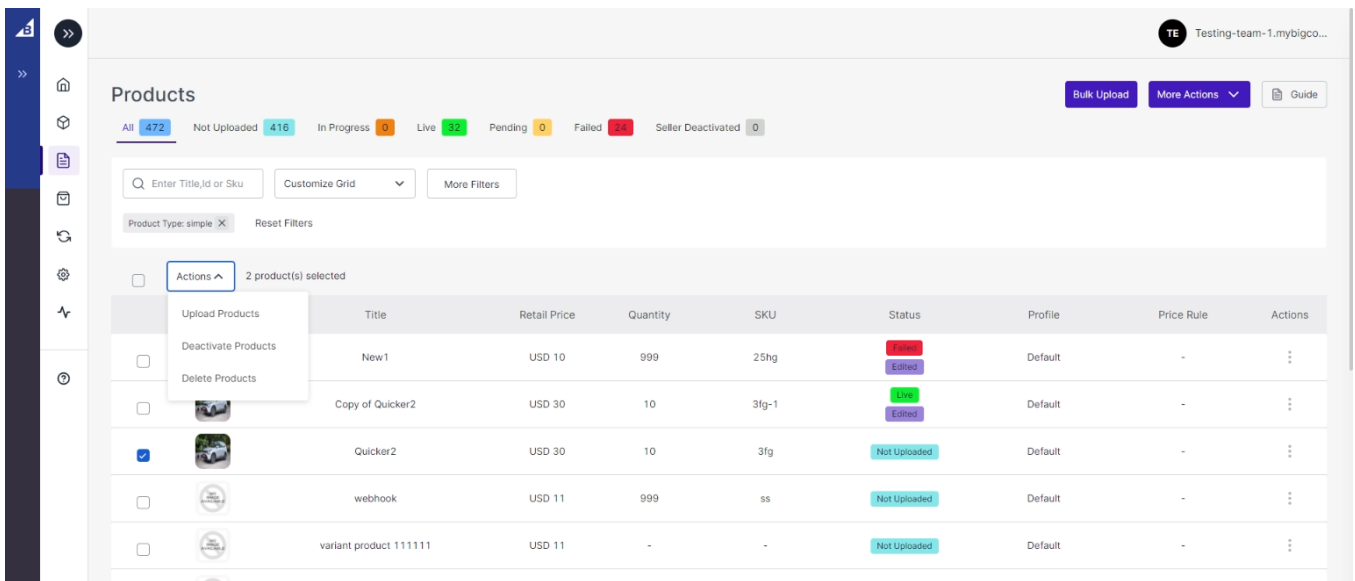 B
TE Testing-team-1.mybigco...
Products
Bulk Upload More Actions Guide
All 472 Not Uploaded 416 In Progress 0 Live 32 Pending 0 Failed 24 Seller Deactivated 0
Enter Title,Id or Sku Customize Grid More Filters
Product Type: simple X Reset Filters
Actions 2 product(s) selected
Upload Products
Deactivate Products
Delete Products
Title Retail Price Quantity SKU Status Profile Price Rule Actions
New1 USD 10 999 25hg Failed Edited Default -
Copy of Quicker2 USD 30 10 3fg-1 Live Edited Default -
Quicker2 USD 30 10 3fg Not Uploaded Default -
webhook USD 11 999 ss Not Uploaded Default -
variant product 111111 USD 11 - - Not Uploaded Default -